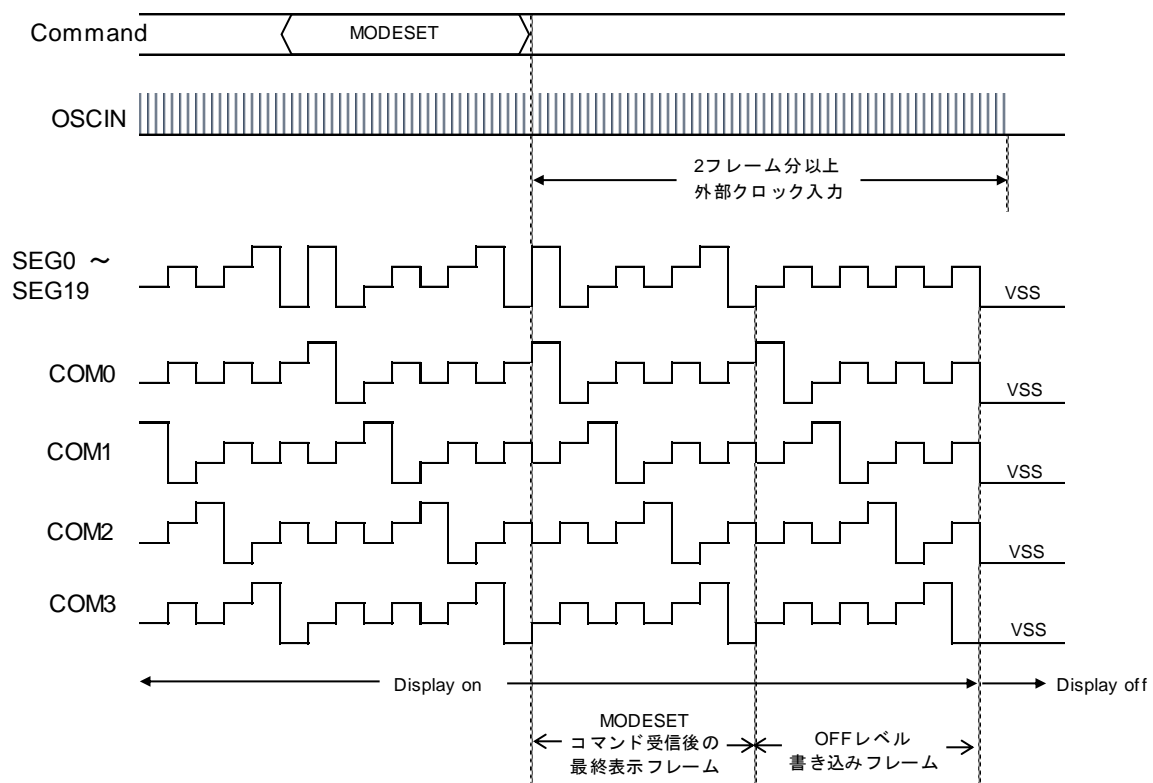 Command
MODESET
OSCIN
2フレーム分以上
外部クロック入力
SEG0 ～
SEG19
VSS
COM0
VSS
COM1
VSS
COM2
VSS
COM3
VSS
Display on
Display off
MODESET
コマンド受信後の
最終表示フレーム
OFFレベル
書き込みフレーム